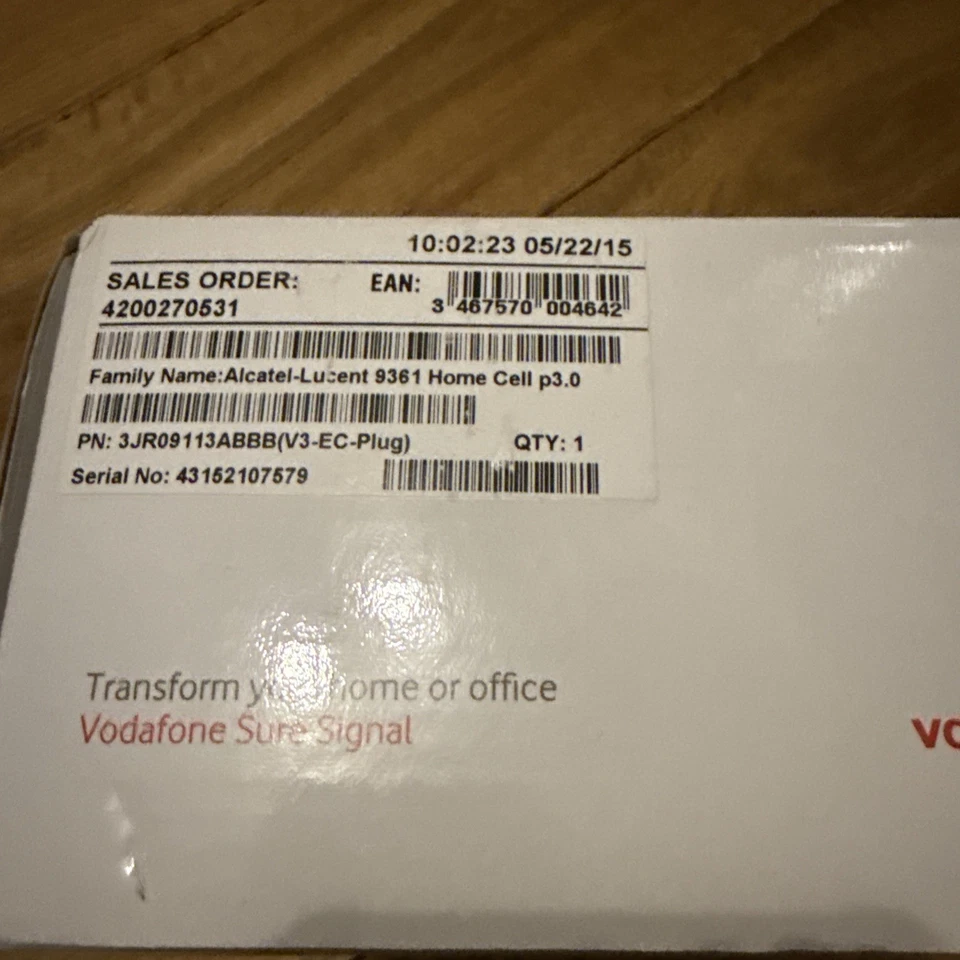 10:02:23 05/22/15
SALES ORDER: EAN:
4200270531 3 467570 004642
Family Name:Alcatel-Lucent 9361 Home Cell p3.0
PN: 3JR09113ABBB(V3-EC-Plug) QTY: 1
Serial No: 43152107579
Transform your home or office
Vodafone Sure Signal
vo